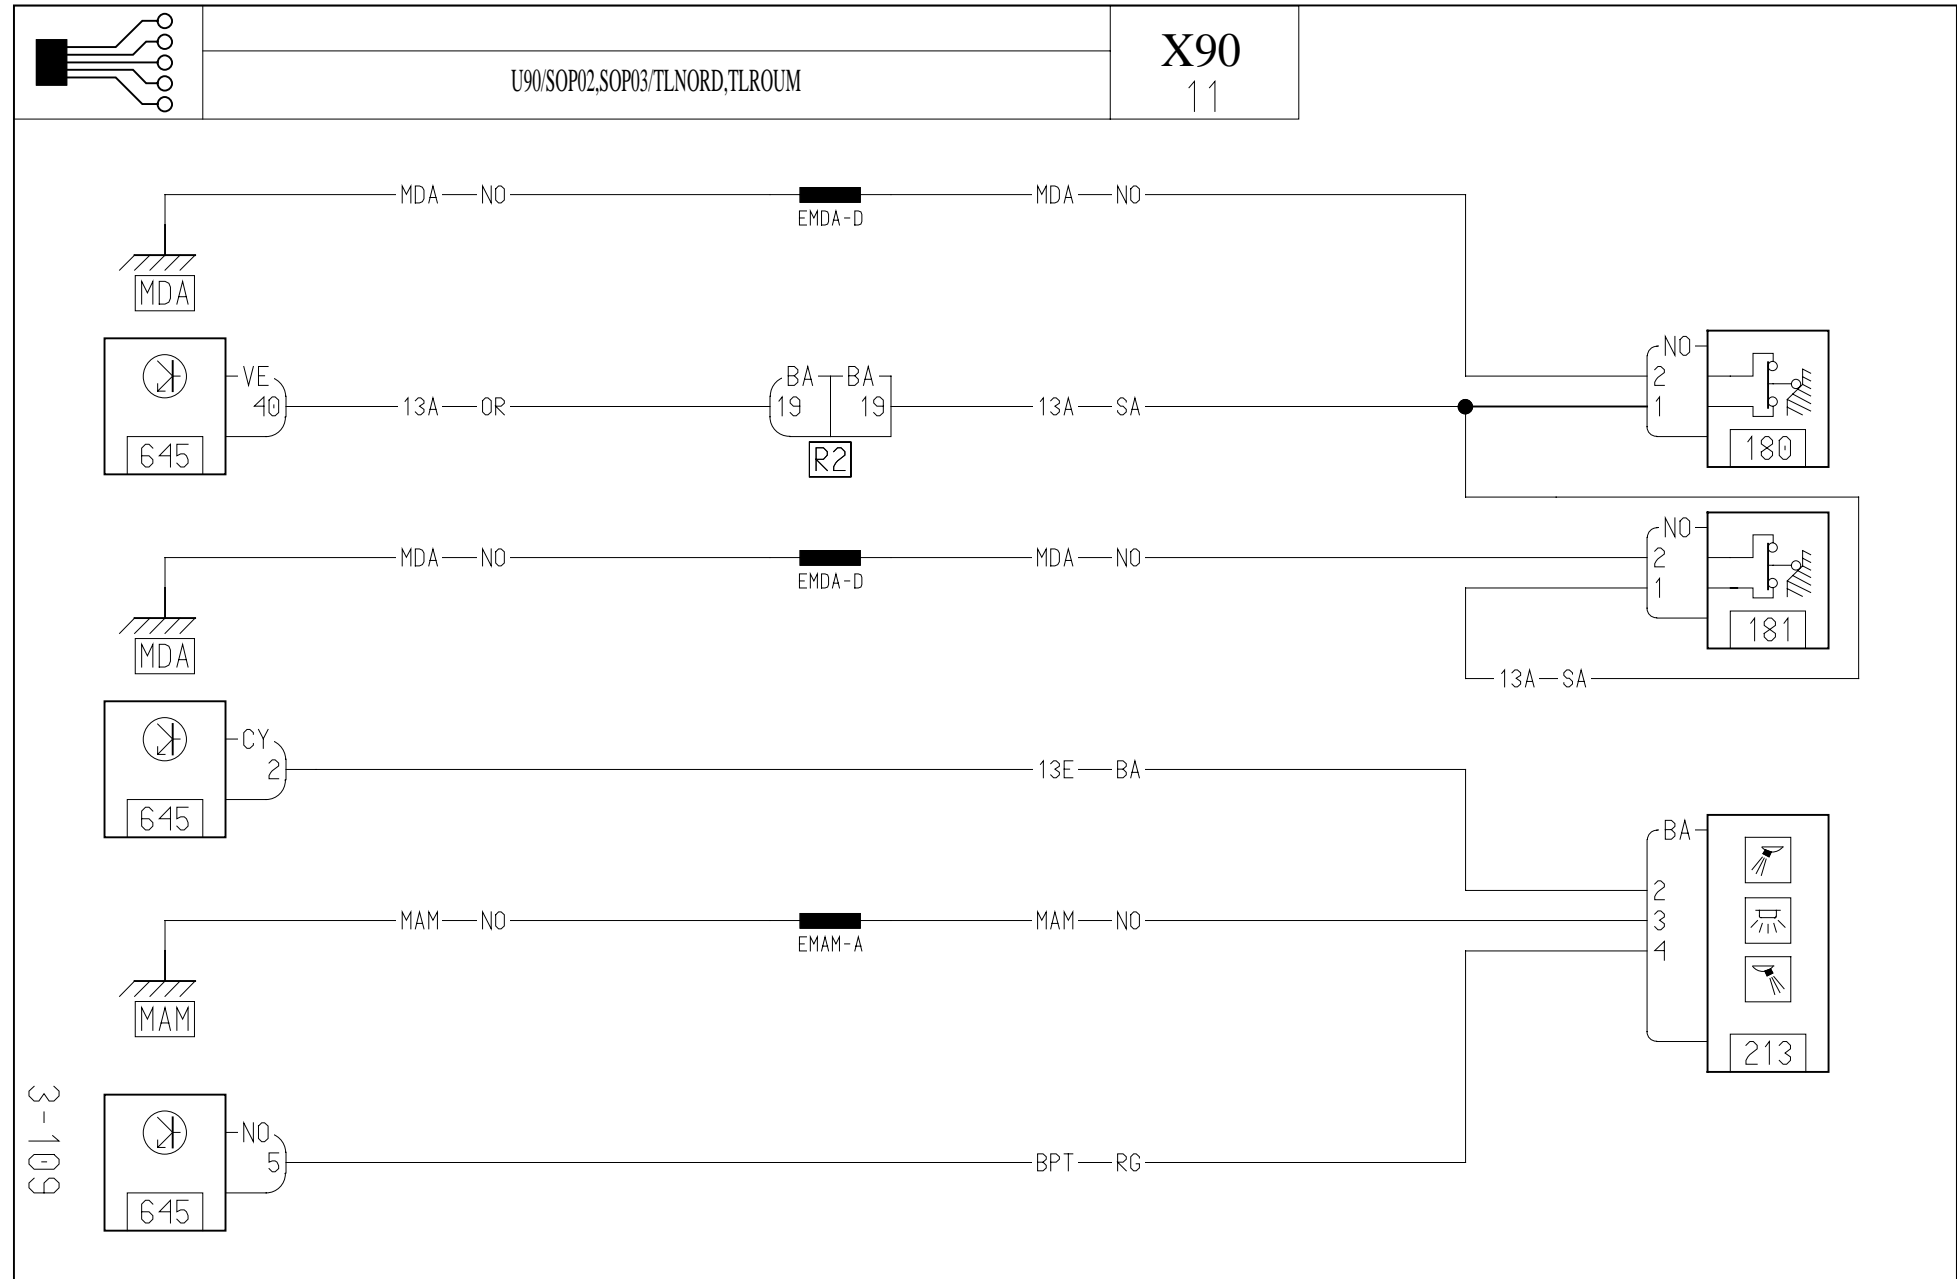 U90/SOP02,SOP03/TLNORD,TLROUM
X90
11
MDA NO MDA NO
EMDA-D
MDA
NO
2
1
180
VE
40
645
13A OR
BA BA
19 19
R2
13A SA
MDA NO MDA NO
EMDA-D
MDA
NO
2
1
181
13A SA
CY
2
645
13E BA
BA
2
3
4
213
MAM NO MAM NO
EMAM-A
MAM
NO
5
645
BPT RG
3-109